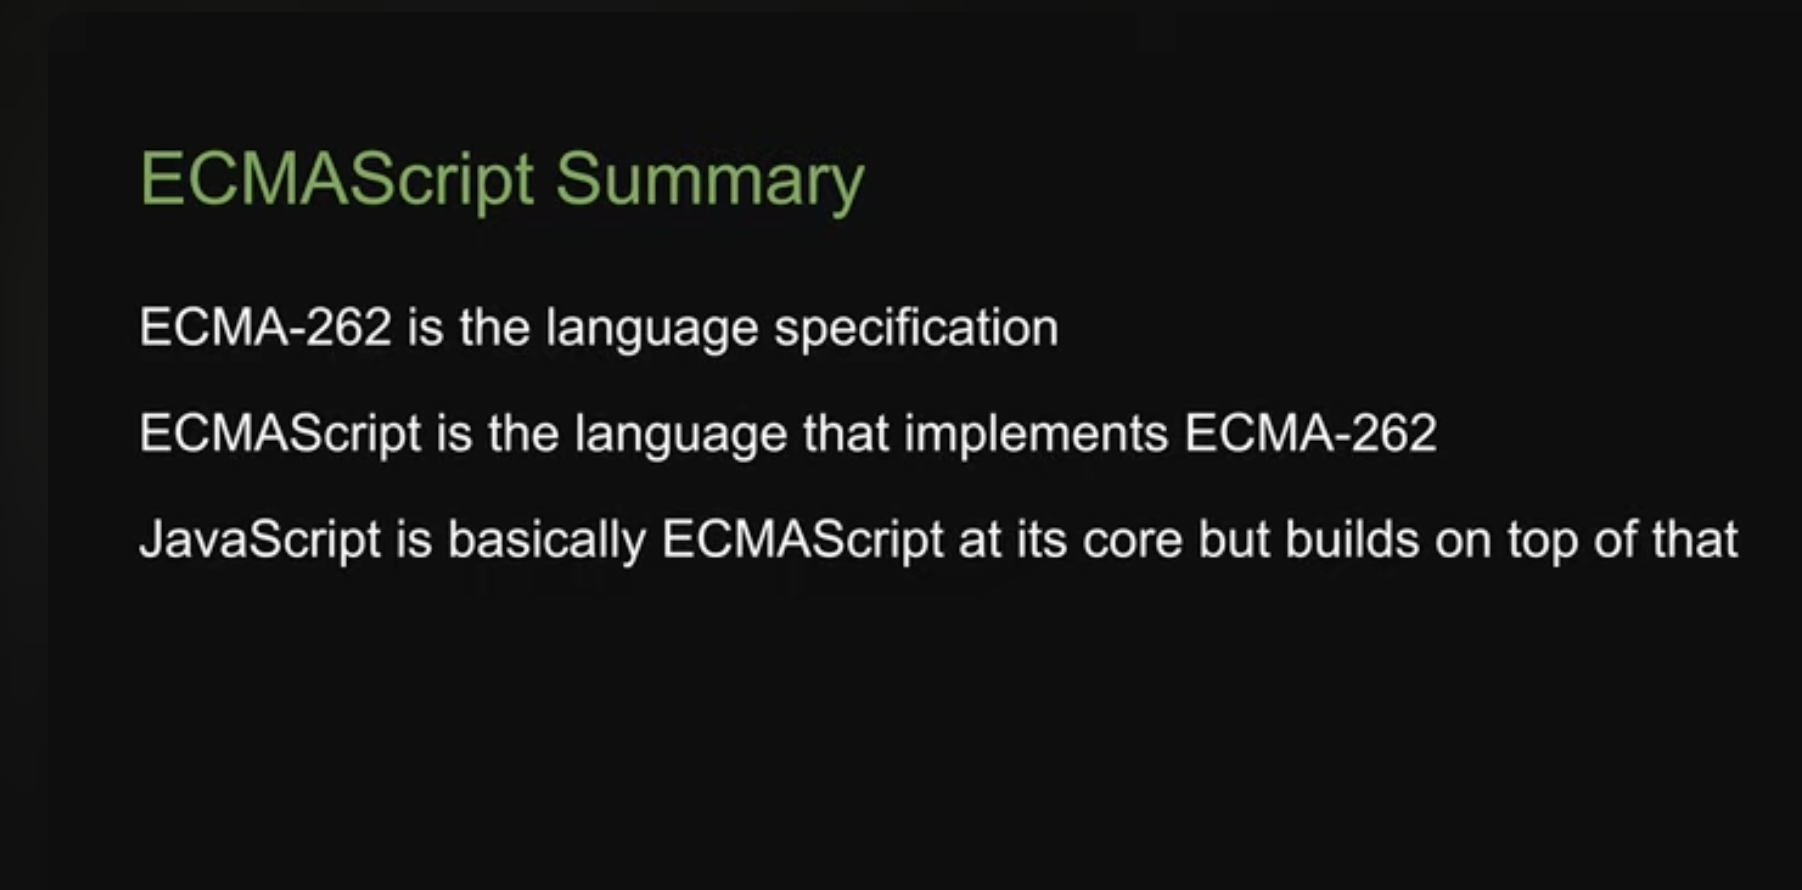 ECMAScript Summary
ECMA-262 is the language specification
ECMAScript is the language that implements ECMA-262
JavaScript is basically ECMAScript at its core but builds on top of that